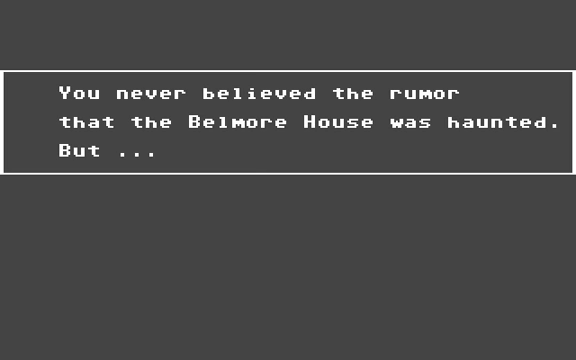 You never believed the rumor
that the Belmore House was haunted.
But ...